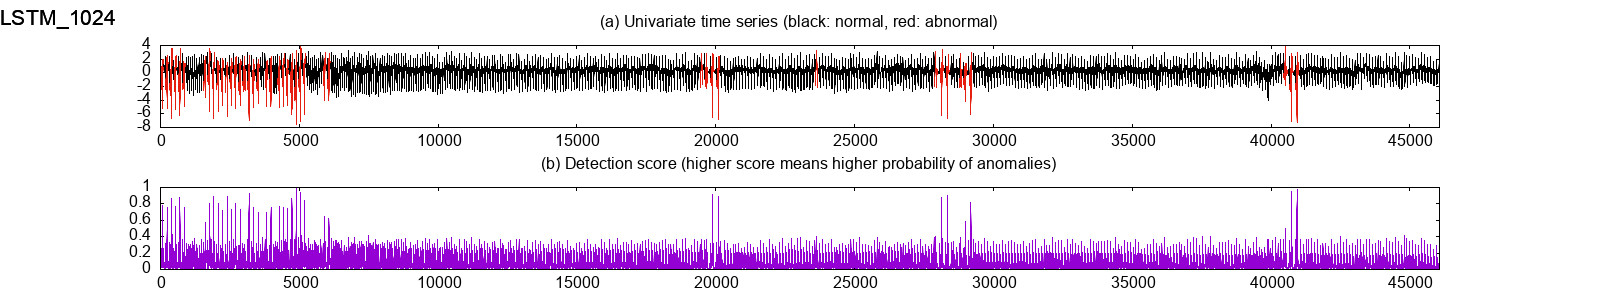 LSTM_1024
(a) Univariate time series (black: normal, red: abnormal)
4
2
0
-2
-4
-6
-8
0 5000 10000 15000 20000 25000 30000 35000 40000 45000
(b) Detection score (higher score means higher probability of anomalies)
1
0.8
0.6
0.4
0.2
0
0 5000 10000 15000 20000 25000 30000 35000 40000 45000